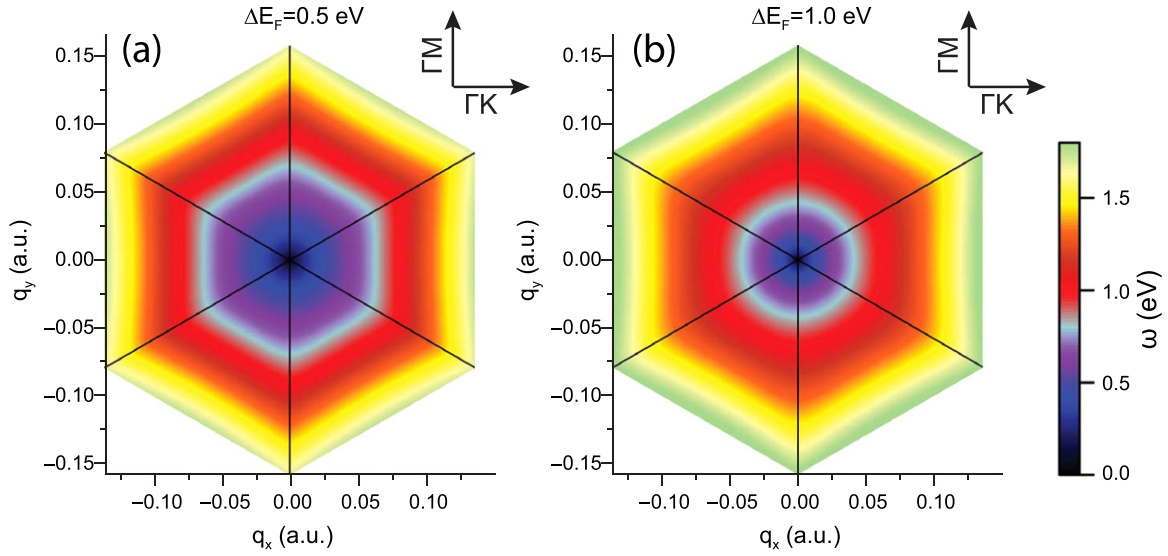 ΔE_F=0.5 eV
(a)
ΓM
ΓK
0.15
0.10
0.05
0.00
−0.05
−0.10
−0.15
q_y (a.u.)
−0.10 −0.05 0.00 0.05 0.10
q_x (a.u.)
ΔE_F=1.0 eV
(b)
ΓM
ΓK
0.15
0.10
0.05
0.00
−0.05
−0.10
−0.15
q_y (a.u.)
−0.10 −0.05 0.00 0.05 0.10
q_x (a.u.)
1.5
1.0
0.5
0.0
ω (eV)